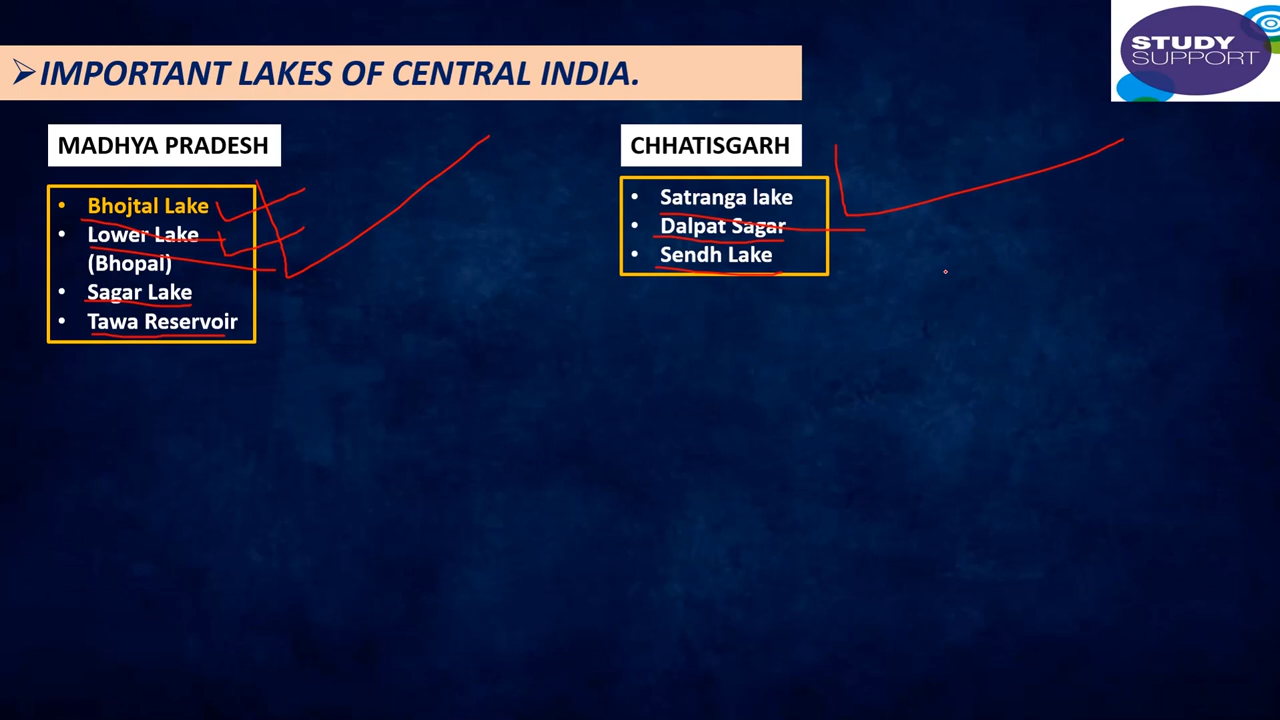 STUDY
SUPPORT
➢IMPORTANT LAKES OF CENTRAL INDIA.
MADHYA PRADESH
• Bhojtal Lake
• Lower Lake
(Bhopal)
• Sagar Lake
• Tawa Reservoir
CHHATISGARH
• Satranga lake
• Dalpat Sagar
• Sendh Lake